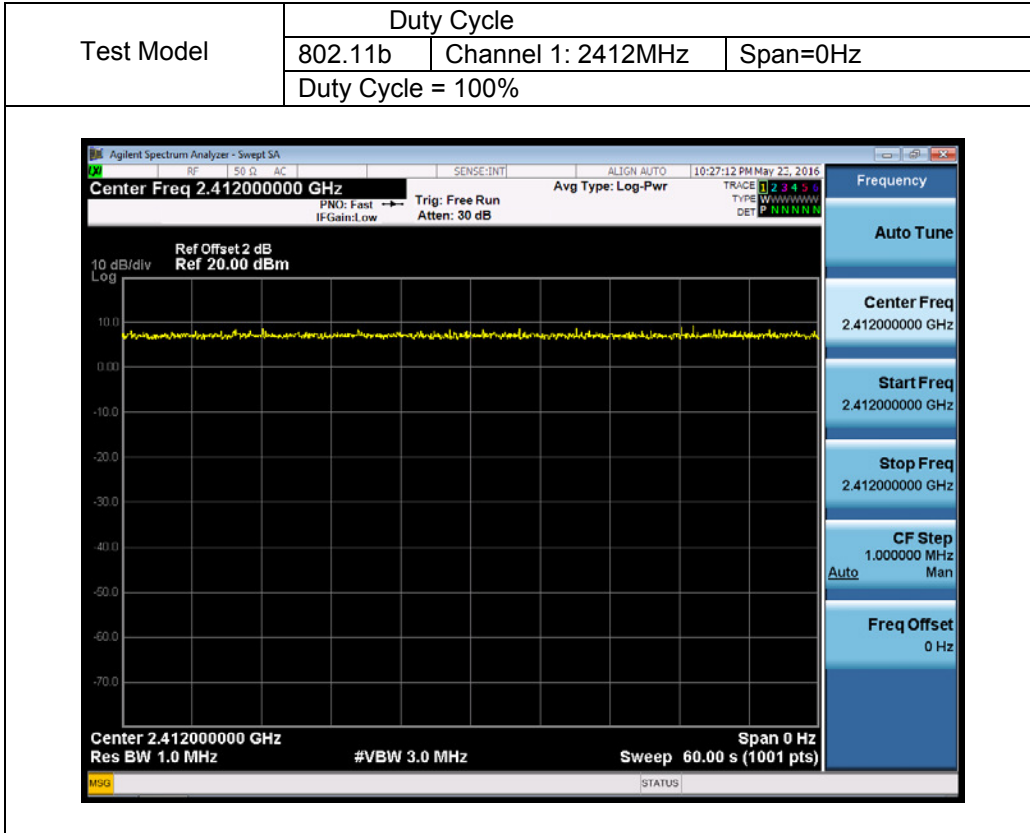 Test Model
Duty Cycle
802.11b Channel 1: 2412MHz Span=0Hz
Duty Cycle = 100%
Agilent Spectrum Analyzer - Swept SA
RF 50 Ω AC SENSE:INT ALIGN AUTO 10:27:12 PM May 23, 2016
Center Freq 2.412000000 GHz
PNO: Fast
IFGain:Low
Trig: Free Run
Atten: 30 dB
Avg Type: Log-Pwr
TRACE 1 2 3 4 5 6
TYPE WWWWWW
DET P N N N N N
Ref Offset 2 dB
10 dB/div Ref 20.00 dBm
Log
10.0
0.00
-10.0
-20.0
-30.0
-40.0
-50.0
-60.0
-70.0
Center 2.412000000 GHz Span 0 Hz
Res BW 1.0 MHz #VBW 3.0 MHz Sweep 60.00 s (1001 pts)
MSG STATUS
Frequency
Auto Tune
Center Freq
2.412000000 GHz
Start Freq
2.412000000 GHz
Stop Freq
2.412000000 GHz
CF Step
1.000000 MHz
Auto Man
Freq Offset
0 Hz